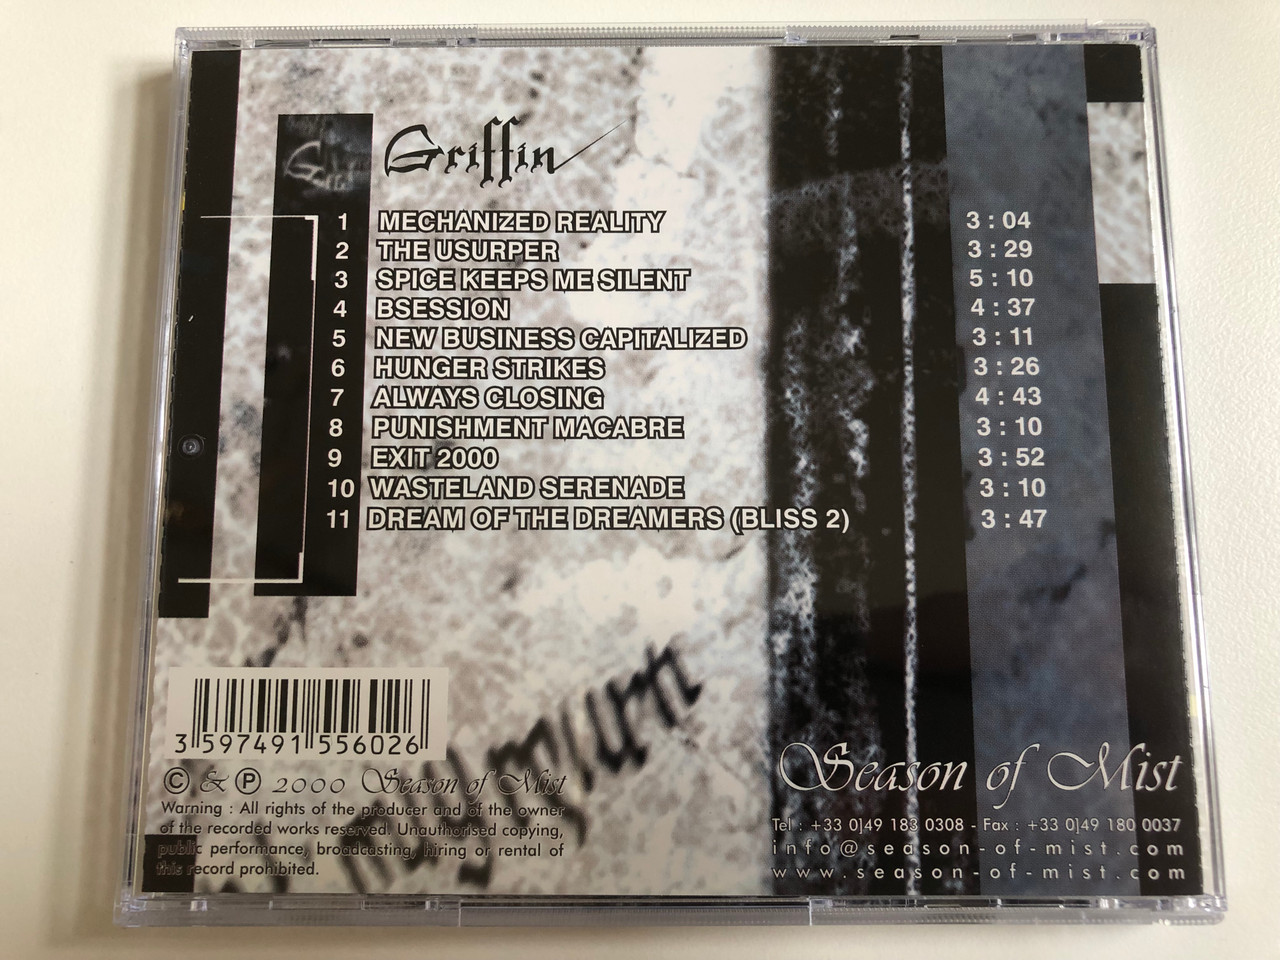 Griffin
1 MECHANIZED REALITY 3 : 04
2 THE USURPER 3 : 29
3 SPICE KEEPS ME SILENT 5 : 10
4 BSESSION 4 : 37
5 NEW BUSINESS CAPITALIZED 3 : 11
6 HUNGER STRIKES 3 : 26
7 ALWAYS CLOSING 4 : 43
8 PUNISHMENT MACABRE 3 : 10
9 EXIT 2000 3 : 52
10 WASTELAND SERENADE 3 : 10
11 DREAM OF THE DREAMERS (BLISS 2) 3 : 47
3 597491 556026
© & ℗ 2000 Season of Mist
Warning : All rights of the producer and of the owner
of the recorded works reserved. Unauthorised copying,
public performance, broadcasting, hiring or rental of
this record prohibited.
Season of Mist
Tel : +33 0]49 183 0308 - Fax : +33 0]49 180 0037
info@season-of-mist.com
www.season-of-mist.com